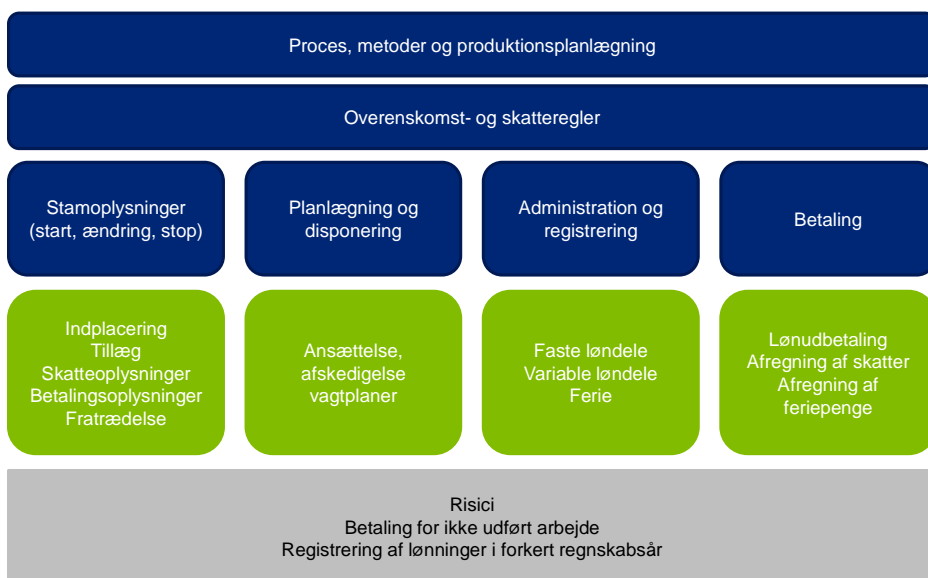 Proces, metoder og produktionsplanlægning
Overenskomst- og skatteregler
Stamoplysninger
(start, ændring, stop)
Planlægning og
disponering
Administration og
registrering
Betaling
Indplacering
Tillæg
Skatteoplysninger
Betalingsoplysninger
Fratrædelse
Ansættelse,
afskedigelse
vagtplaner
Faste løndele
Variable løndele
Ferie
Lønudbetaling
Afregning af skatter
Afregning af
feriepenge
Risici
Betaling for ikke udført arbejde
Registrering af lønninger i forkert regnskabsår